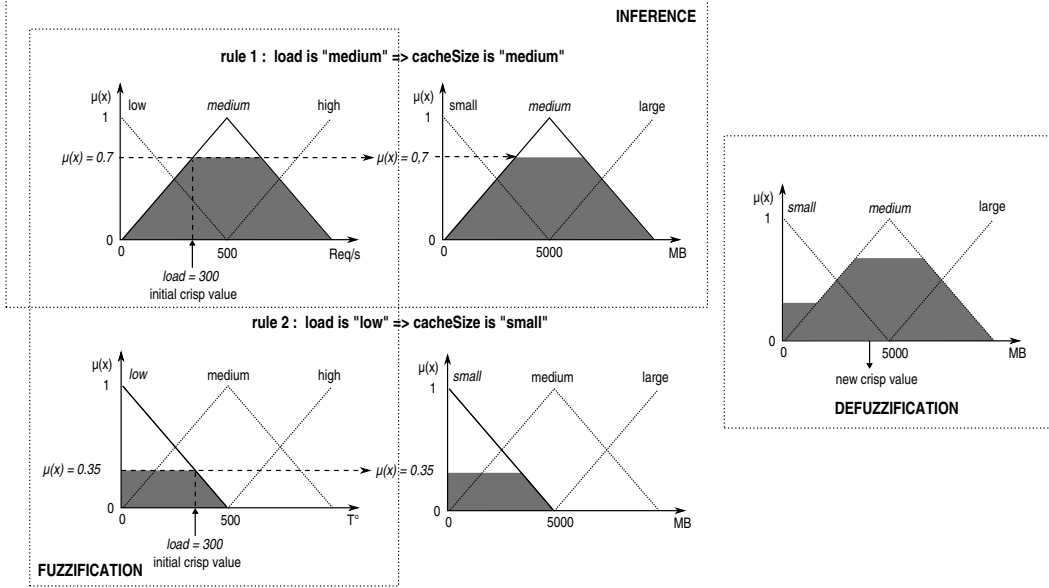 INFERENCE
rule 1 : load is "medium" => cacheSize is "medium"
μ(x)
low
medium
high
1
μ(x) = 0.7
0
0
500
Req/s
load = 300
initial crisp value
small
medium
large
1
μ(x) = 0,7
0
0
5000
MB
rule 2 : load is "low" => cacheSize is "small"
μ(x)
low
medium
high
1
μ(x) = 0.35
0
0
500
T°
load = 300
initial crisp value
FUZZIFICATION
μ(x)
small
medium
large
1
μ(x) = 0.35
0
0
5000
MB
μ(x)
small
medium
large
1
0
0
5000
MB
new crisp value
DEFUZZIFICATION